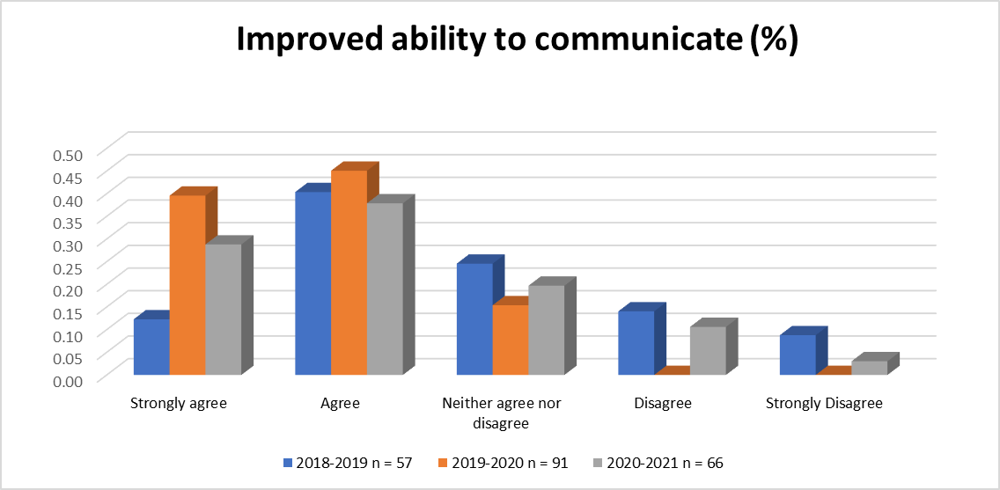 Improved ability to communicate (%)
0.50
0.45
0.40
0.35
0.30
0.25
0.20
0.15
0.10
0.05
0.00
Strongly agree
Agree
Neither agree nor
disagree
Disagree
Strongly Disagree
2018-2019 n = 57
2019-2020 n = 91
2020-2021 n = 66